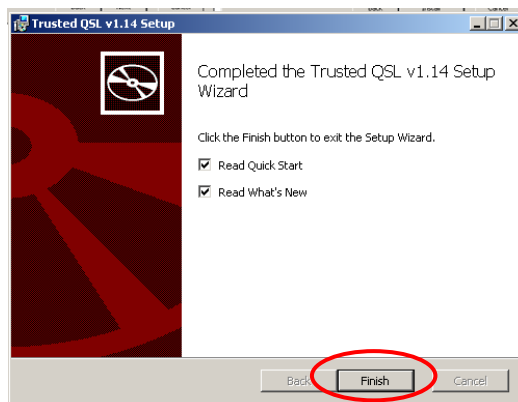 Trusted QSL v1.14 Setup
Completed the Trusted QSL v1.14 Setup
Wizard
Click the Finish button to exit the Setup Wizard.
Read Quick Start
Read What's New
Back
Finish
Cancel